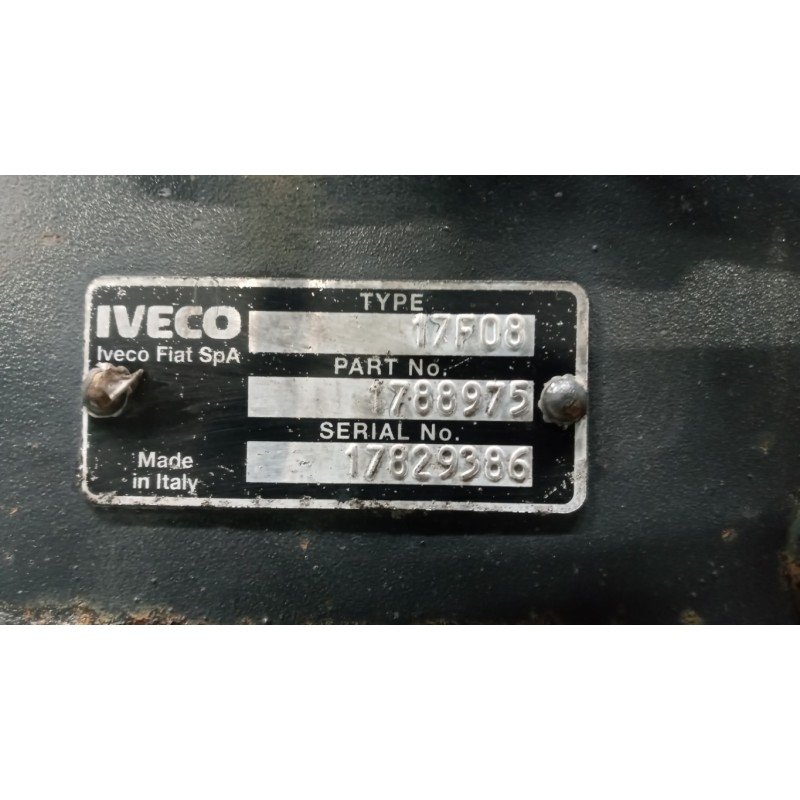 TYPE
IVECO
17F08
Iveco Fiat SpA
PART No.
1788975
SERIAL No.
17829386
Made
in Italy